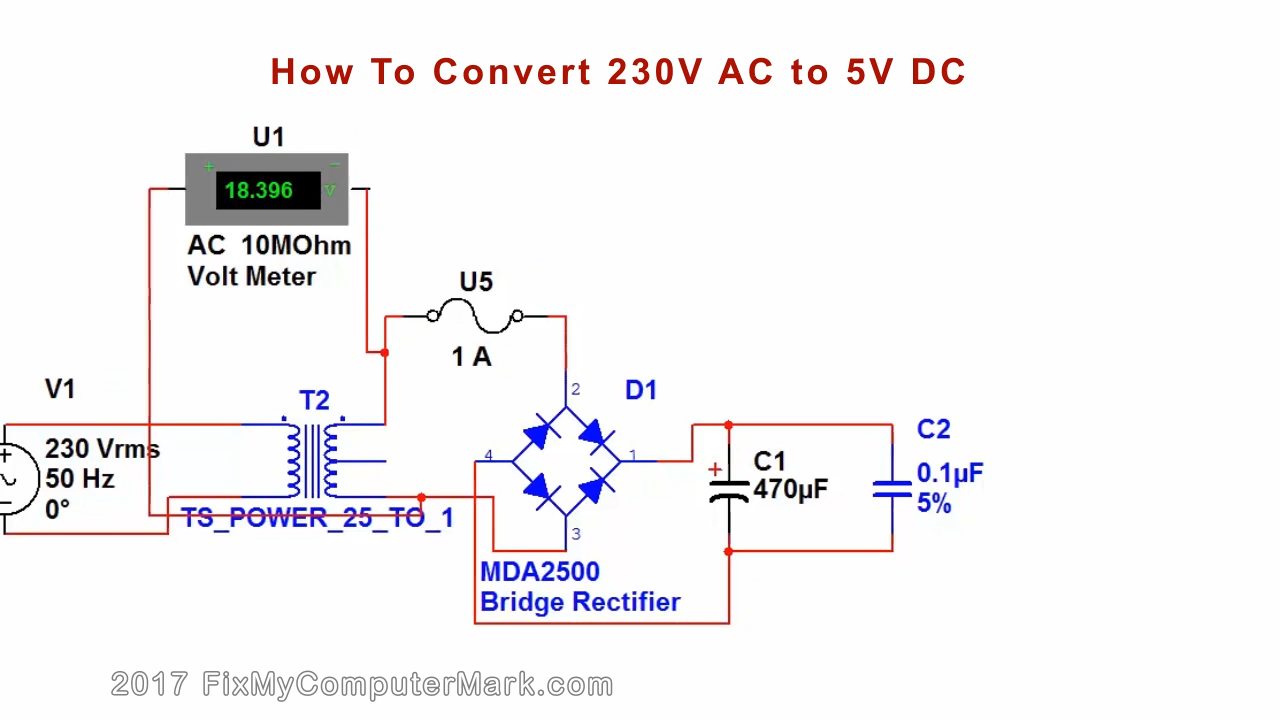 How To Convert 230V AC to 5V DC
U1
+ −
18.396 V
AC 10MOhm
Volt Meter
U5
1 A
V1
230 Vrms
50 Hz
0°
T2
TS_POWER_25_TO_1
D1
2
4
1
3
MDA2500
Bridge Rectifier
+
C1
470µF
C2
0.1µF
5%
2017 FixMyComputerMark.com